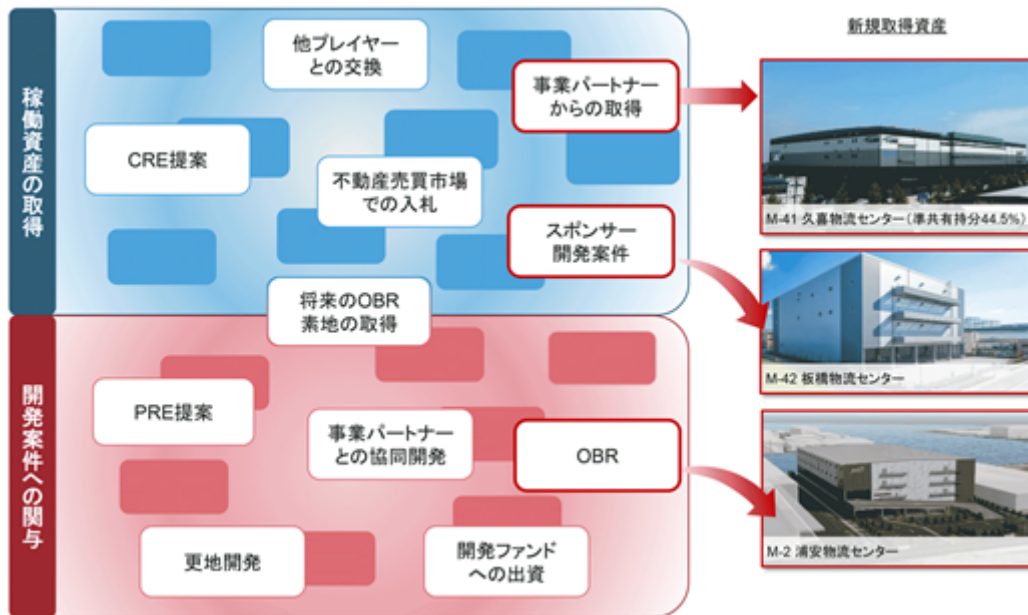 新規取得資産
稼働資産の取得
他プレイヤー
との交換
事業パートナー
からの取得
CRE提案
不動産売買市場
での入札
スポンサー
開発案件
将来のOBR
素地の取得
M-41 久喜物流センター(準共有持分44.5%)
M-42 板橋物流センター
開発案件への関与
PRE提案
事業パートナー
との協同開発
OBR
更地開発
開発ファンド
への出資
M-2 浦安物流センター